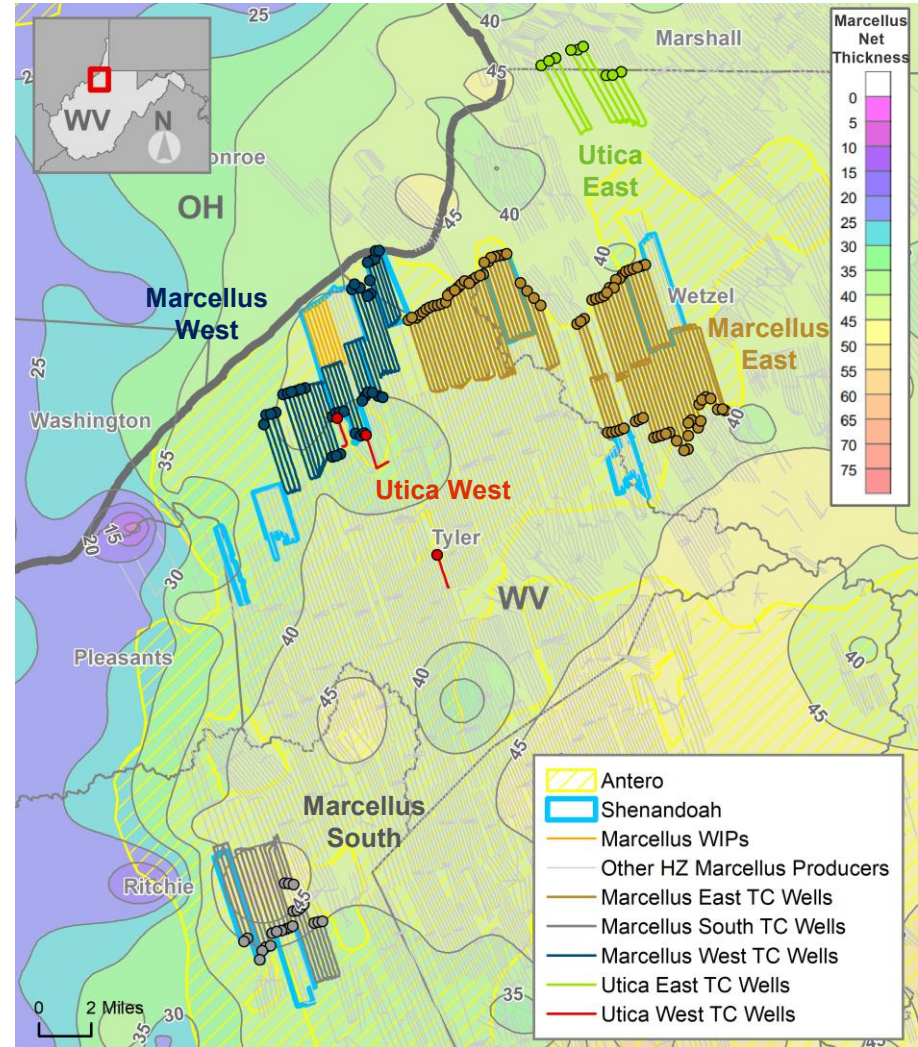 25
40
Marshall
45
Marcellus
Net
Thickness
0
5
10
15
20
25
30
35
40
45
50
55
60
65
70
75
WV
N
OH
Utica
East
45
40
40
Marcellus
West
Wetzel
Marcellus
East
25
Washington
35
40
Utica West
15
20
Tyler
30
WV
Pleasants
40
45
40
40
45
45
Marcellus
South
Ritchie
45
35
30
35
0 2 Miles
Antero
Shenandoah
Marcellus WIPs
Other HZ Marcellus Producers
Marcellus East TC Wells
Marcellus South TC Wells
Marcellus West TC Wells
Utica East TC Wells
Utica West TC Wells